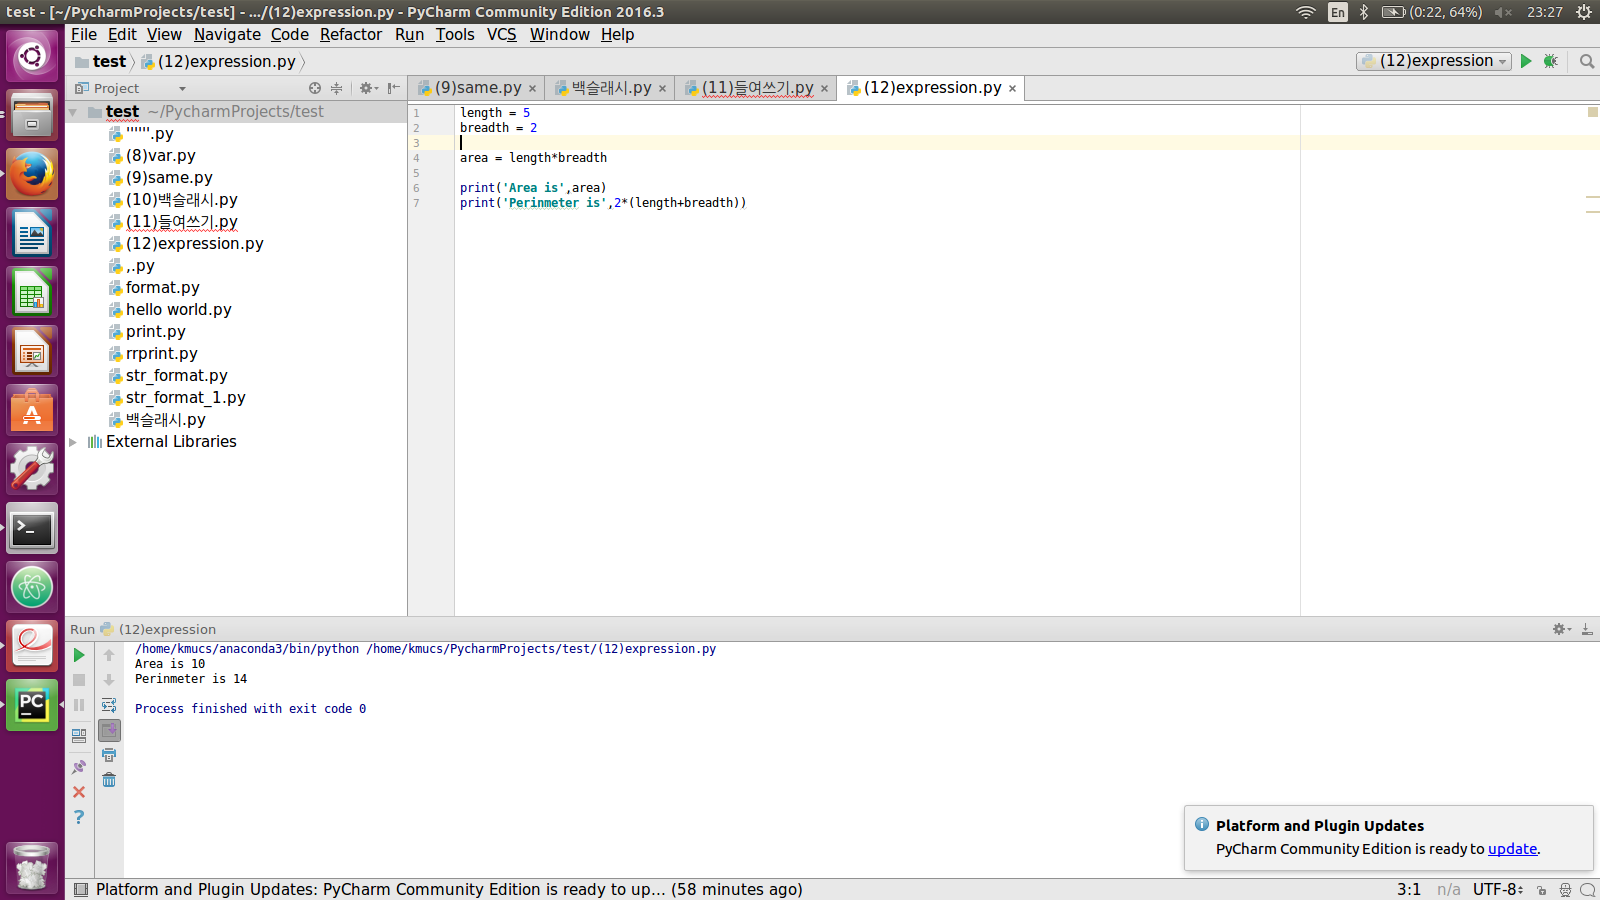 test - [~/PycharmProjects/test] - .../(12)expression.py - PyCharm Community Edition 2016.3
En (0:22, 64%) 23:27
File Edit View Navigate Code Refactor Run Tools VCS Window Help
test (12)expression.py
(12)expression
Project
(9)same.py
백슬래시.py
(11)들여쓰기.py
(12)expression.py
test ~/PycharmProjects/test
"""""".py
(8)var.py
(9)same.py
(10)백슬래시.py
(11)들여쓰기.py
(12)expression.py
,.py
format.py
hello world.py
print.py
rrprint.py
str_format.py
str_format_1.py
백슬래시.py
External Libraries
1 length = 5
2 breadth = 2
3
4 area = length*breadth
5
6 print('Area is',area)
7 print('Perinmeter is',2*(length+breadth))
Run (12)expression
/home/kmucs/anaconda3/bin/python /home/kmucs/PycharmProjects/test/(12)expression.py
Area is 10
Perinmeter is 14
Process finished with exit code 0
PC
Platform and Plugin Updates
PyCharm Community Edition is ready to update.
Platform and Plugin Updates: PyCharm Community Edition is ready to up... (58 minutes ago)
3:1 n/a UTF-8